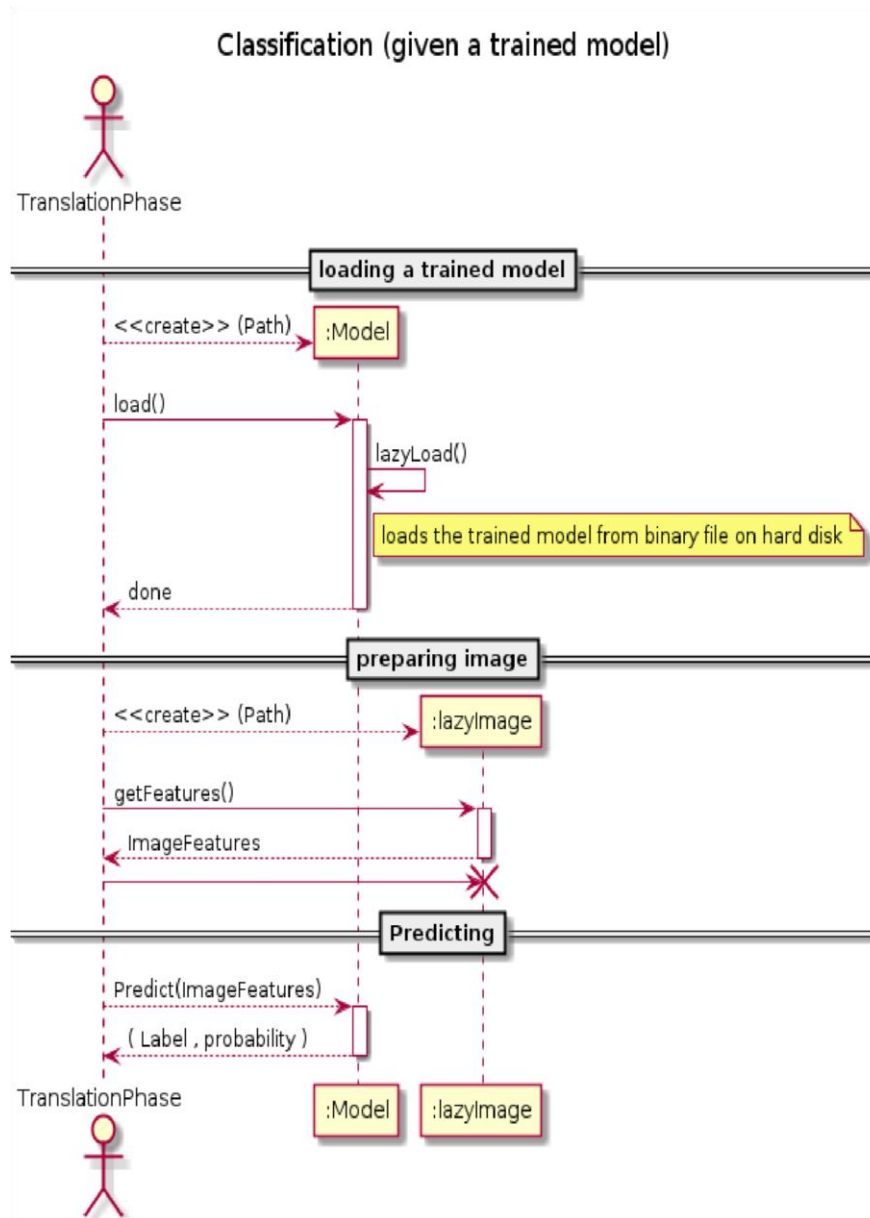 Classification (given a trained model)
TranslationPhase
loading a trained model
<<create>> (Path)
:Model
load()
lazyLoad()
loads the trained model from binary file on hard disk
done
preparing image
<<create>> (Path)
:lazyImage
getFeatures()
ImageFeatures
Predicting
Predict(ImageFeatures)
( Label , probability )
TranslationPhase
:Model
:lazyImage